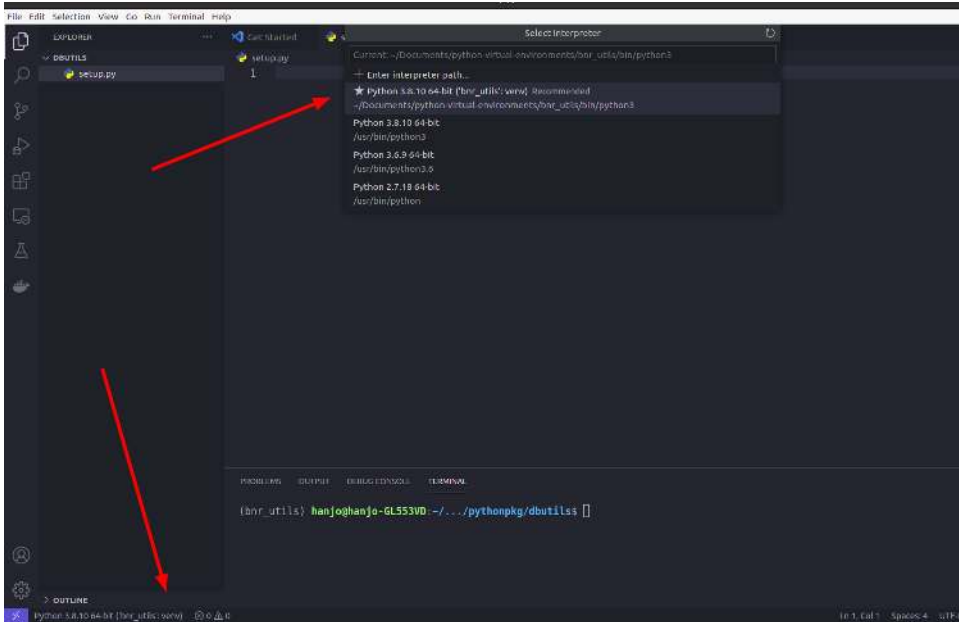 File Edit Selection View Go Run Terminal Help
EXPLORER
Get Started
Select Interpreter
DBUTILS
setup.py
setup.py
1
Current: ~/Documents/python-virtual-environments/bnr_utils/bin/python3
+ Enter interpreter path...
★ Python 3.8.10 64-bit ('bnr_utils': venv) Recommended
~/Documents/python-virtual-environments/bnr_utils/bin/python3
Python 3.8.10 64-bit
/usr/bin/python3
Python 3.6.9 64-bit
/usr/bin/python3.6
Python 2.7.18 64-bit
/usr/bin/python
PROBLEMS OUTPUT DEBUG CONSOLE TERMINAL
(bnr_utils) hanjo@hanjo-GL553VD:~/.../pythonpkg/dbutils$
> OUTLINE
Python 3.8.10 64-bit ('bnr_utils': venv) 0 0
Ln 1, Col 1 Spaces: 4 UTF-